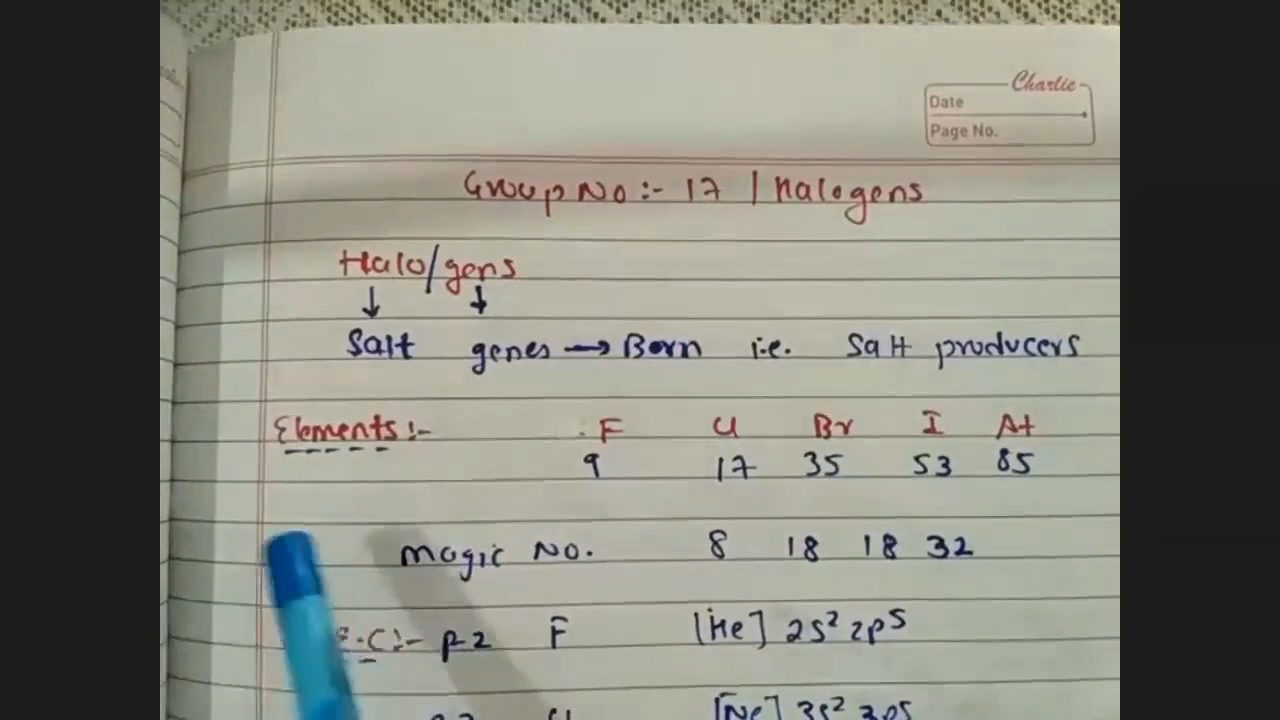 Charlie
Date
Page No.
Group No :- 17 / Halogens
Halo/gens
↓ ↓
Salt genes → Born i.e. Salt producers
Elements :- F Cl Br I At
9 17 35 53 85
Magic No. 8 18 18 32
E.C :- P2 F [He] 2s² 2p⁵
Cl [Ne] 3s² 3p⁵